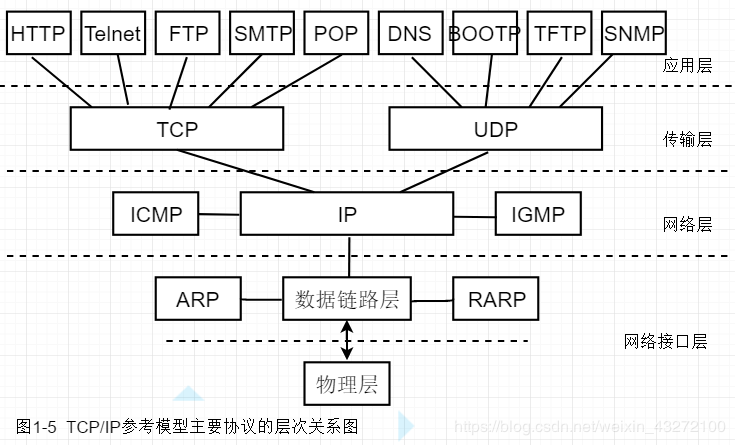 HTTP Telnet FTP SMTP POP DNS BOOTP TFTP SNMP
应用层
TCP UDP
传输层
ICMP IP IGMP
网络层
ARP 数据链路层 RARP
网络接口层
物理层
图1-5 TCP/IP参考模型主要协议的层次关系图
https://blog.csdn.net/weixin_43272100